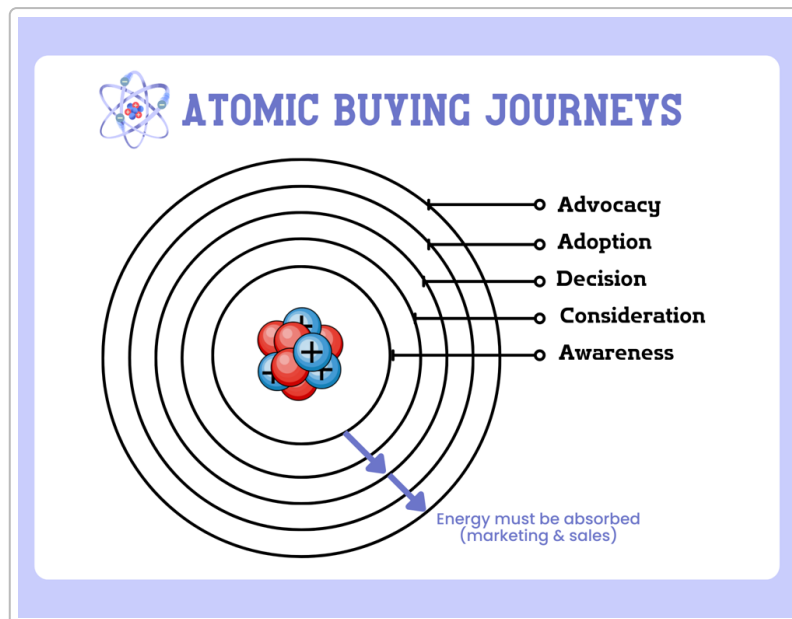 ATOMIC BUYING JOURNEYS
Advocacy
Adoption
Decision
Consideration
Awareness
Energy must be absorbed
(marketing & sales)